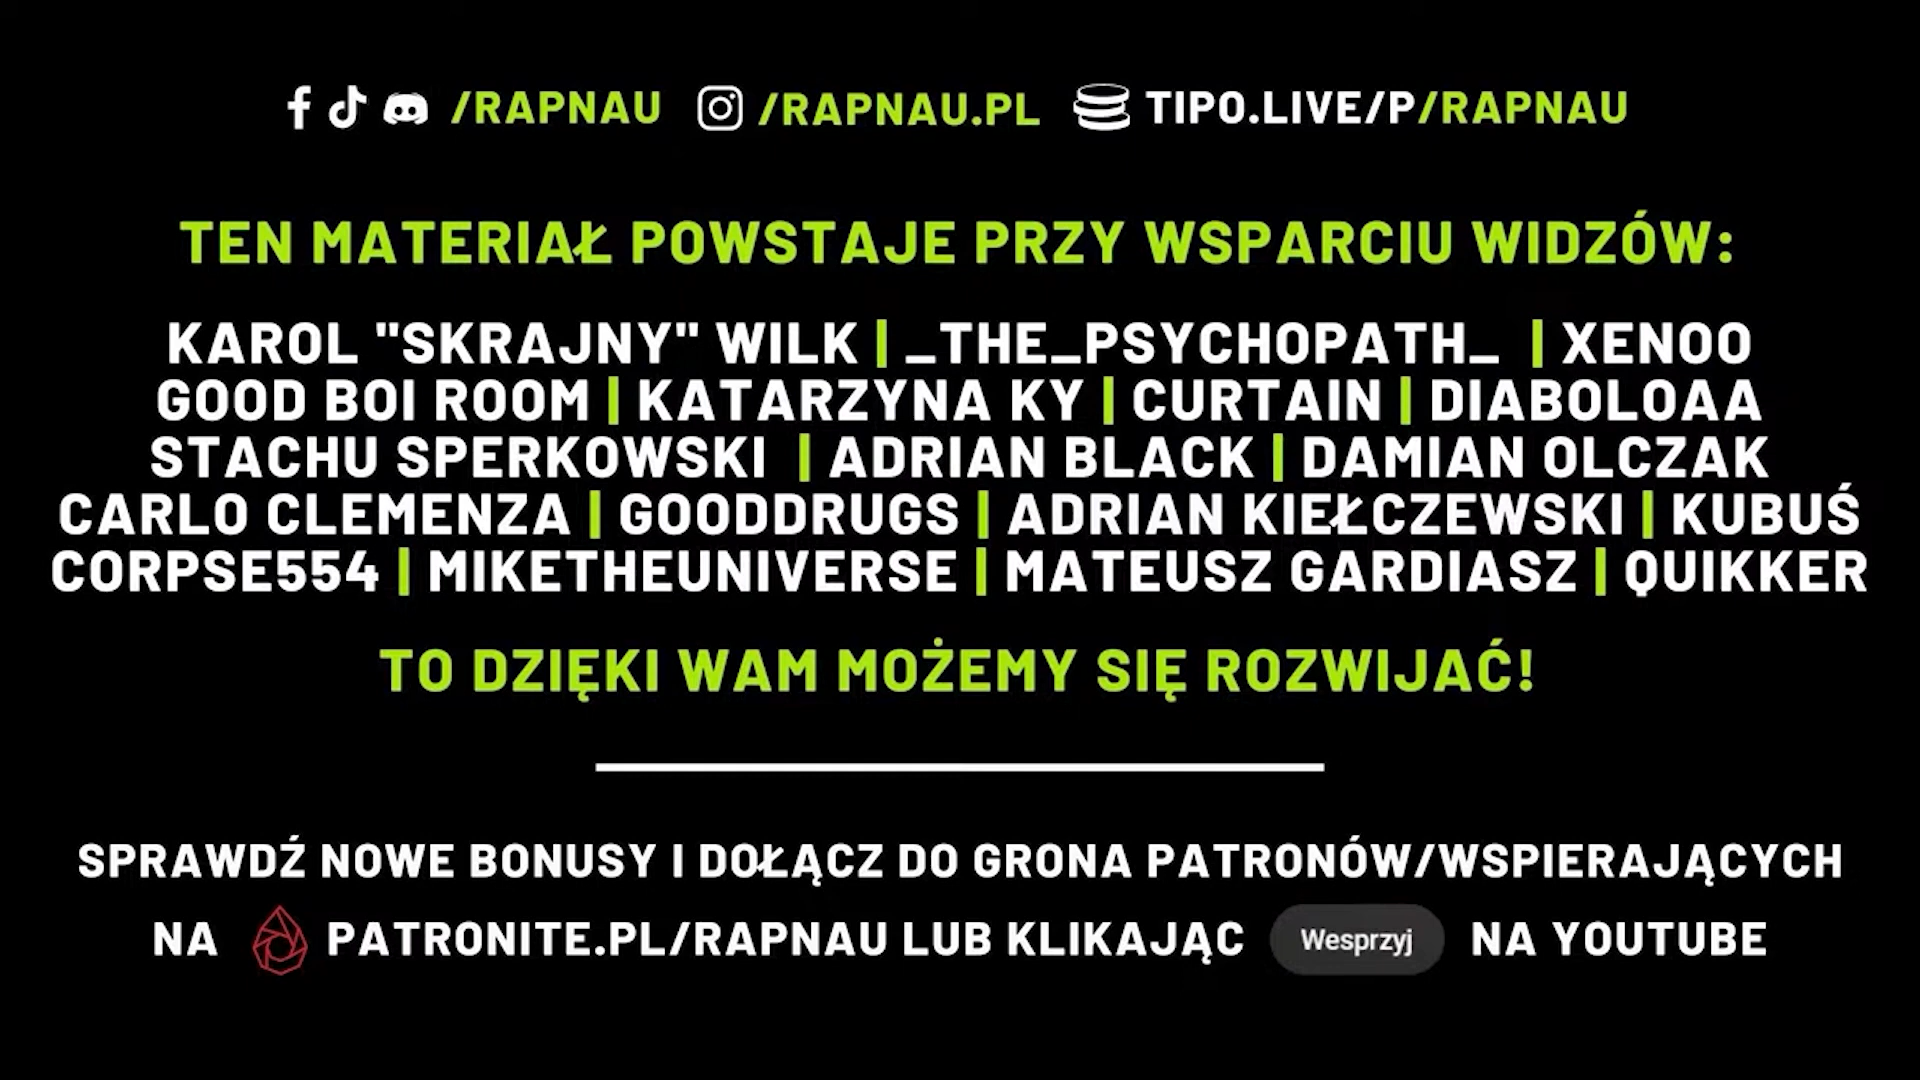 /RAPNAU /RAPNAU.PL TIPO.LIVE/P/RAPNAU
TEN MATERIAŁ POWSTAJE PRZY WSPARCIU WIDZÓW:
KAROL "SKRAJNY" WILK | _THE_PSYCHOPATH_ | XENOO
GOOD BOI ROOM | KATARZYNA KY | CURTAIN | DIABOLOAA
STACHU SPERKOWSKI | ADRIAN BLACK | DAMIAN OLCZAK
CARLO CLEMENZA | GOODDRUGS | ADRIAN KIEŁCZEWSKI | KUBUŚ
CORPSE554 | MIKETHEUNIVERSE | MATEUSZ GARDIASZ | QUIKKER
TO DZIĘKI WAM MOŻEMY SIĘ ROZWIJAĆ!
SPRAWDŹ NOWE BONUSY I DOŁĄCZ DO GRONA PATRONÓW/WSPIERAJĄCYCH
NA PATRONITE.PL/RAPNAU LUB KLIKAJĄC Wesprzyj NA YOUTUBE